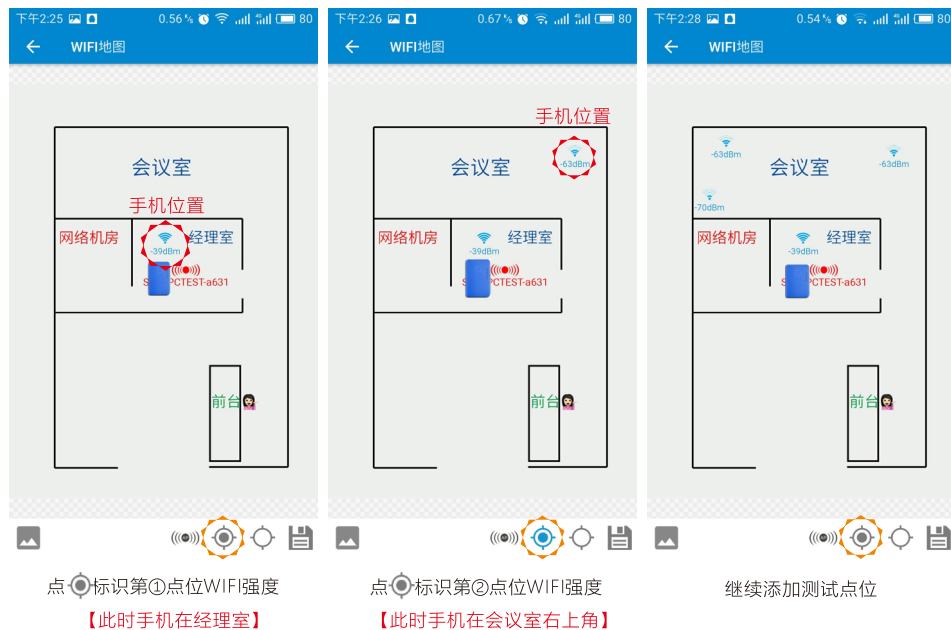 下午2:25 0.56 % 80
WIFI地图
会议室
手机位置
网络机房
经理室
-39dBm
PCTEST-a631
前台
点 标识第①点位WIFI强度
【此时手机在经理室】
下午2:26 0.67 % 80
WIFI地图
手机位置
会议室
-63dBm
网络机房
经理室
-39dBm
PCTEST-a631
前台
点 标识第②点位WIFI强度
【此时手机在会议室右上角】
下午2:28 0.54 % 80
WIFI地图
-63dBm
会议室
-63dBm
-70dBm
网络机房
经理室
-39dBm
PCTEST-a631
前台
继续添加测试点位